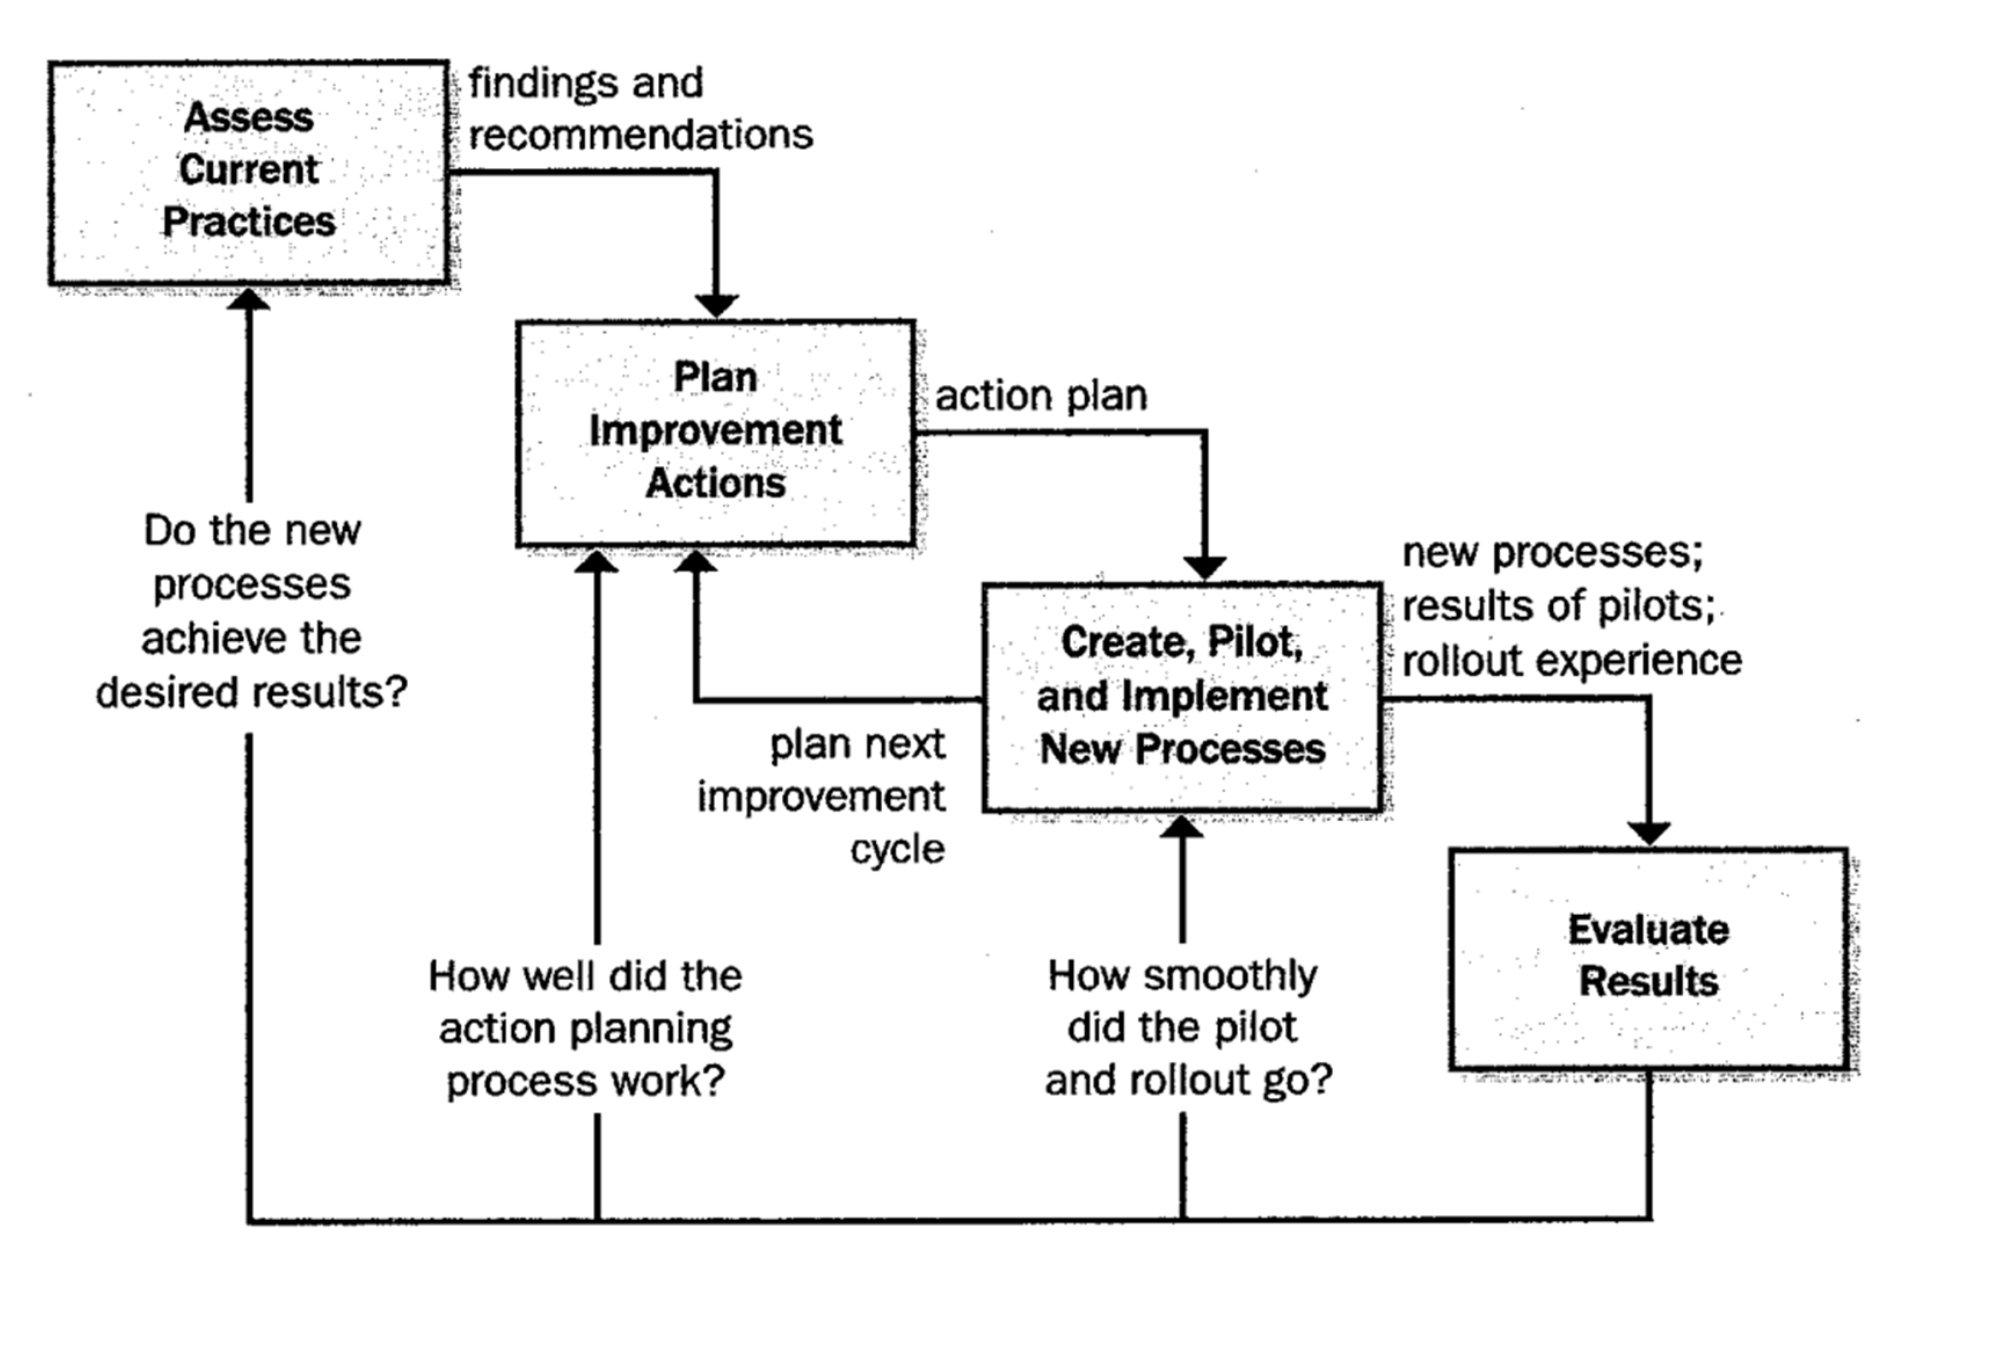 Assess
Current
Practices
findings and
recommendations
Plan
Improvement
Actions
action plan
Create, Pilot,
and Implement
New Processes
new processes;
results of pilots;
rollout experience
Do the new
processes
achieve the
desired results?
plan next
improvement
cycle
How well did the
action planning
process work?
How smoothly
did the pilot
and rollout go?
Evaluate
Results